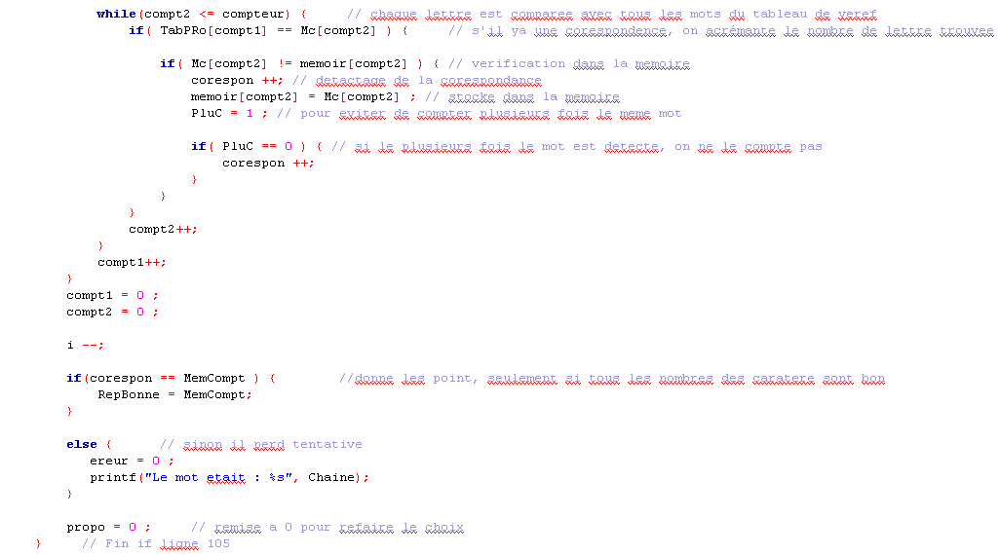 while(compt2 <= compteur) { // chaque lettre est comparee avec tous les mots du tableau de veref
if( TabPRo[compt1] == Mc[compt2] ) { // s'il ya une corespondence, on acrémante le nombre de lettre trouvee
if( Mc[compt2] != memoir[compt2] ) { // verification dans la memoire
corespon ++; // detactage de la corespondance
memoir[compt2] = Mc[compt2] ; // stocke dans la memoire
PluC = 1 ; // pour eviter de compter plusieurs fois le meme mot
if( PluC == 0 ) { // si le plusieurs fois le mot est detecte, on ne le compte pas
corespon ++;
}
}
}
compt2++;
}
compt1++;
}
compt1 = 0 ;
compt2 = 0 ;
i --;
if(corespon == MemCompt ) { //donne les point, seulement si tous les nombres des caratere sont bon
RepBonne = MemCompt;
}
else { // sinon il perd tentative
ereur = 0 ;
printf("Le mot etait : %s", Chaine);
}
propo = 0 ; // remise a 0 pour refaire le choix
} // Fin if ligne 105